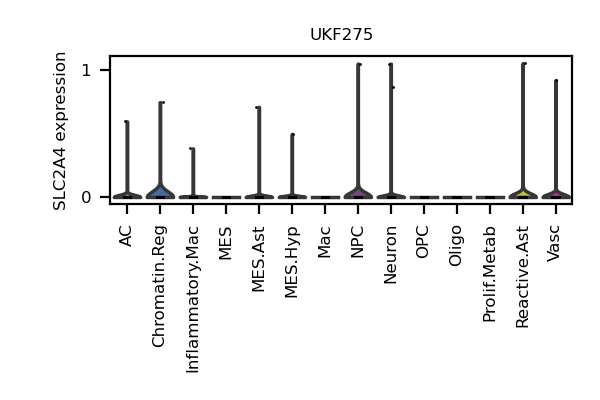 UKF275
SLC2A4 expression
1
0
AC
Chromatin.Reg
Inflammatory.Mac
MES
MES.Ast
MES.Hyp
Mac
NPC
Neuron
OPC
Oligo
Prolif.Metab
Reactive.Ast
Vasc